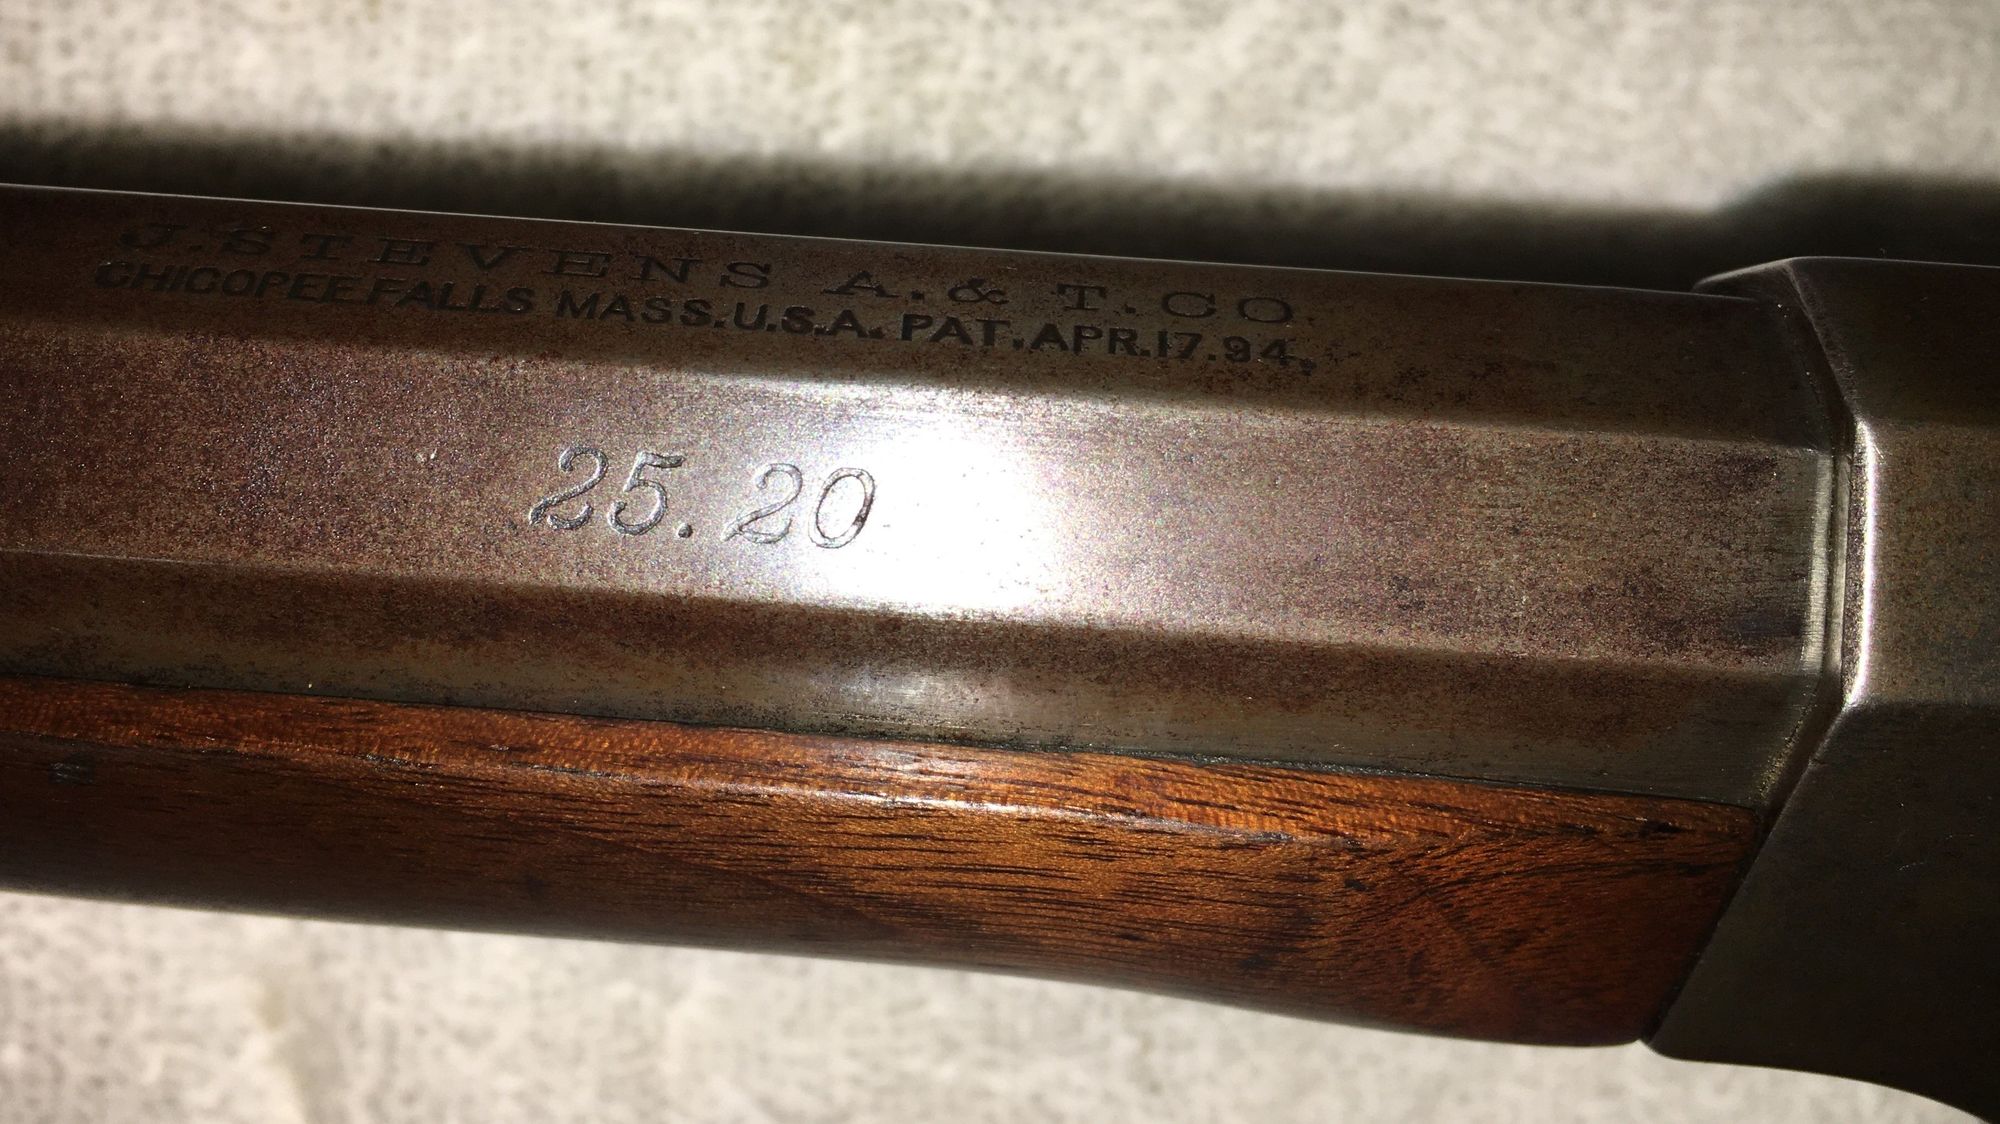 J. STEVENS A. & T. CO.
CHICOPEE FALLS MASS. U.S.A. PAT. APR. 17. 94.
25. 20